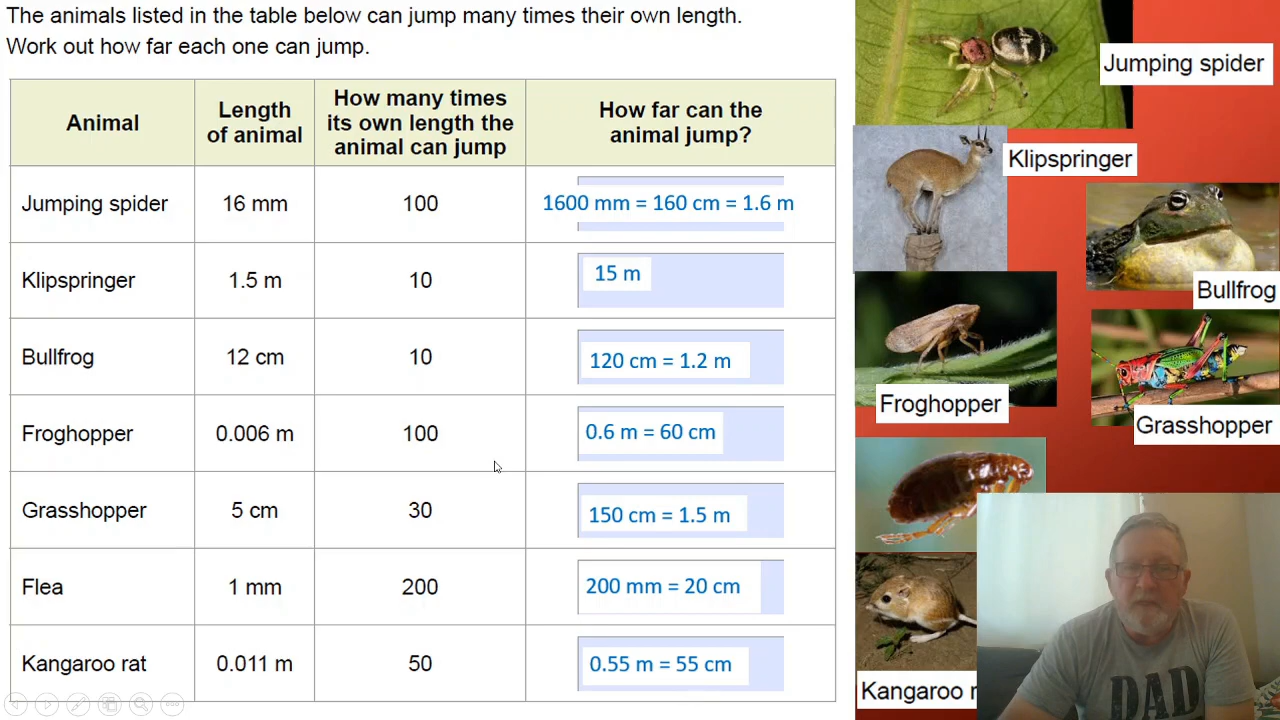 The animals listed in the table below can jump many times their own length.
Work out how far each one can jump.
Animal
Length
of animal
How many times
its own length the
animal can jump
How far can the
animal jump?
Jumping spider 16 mm 100 1600 mm = 160 cm = 1.6 m
Klipspringer 1.5 m 10 15 m
Bullfrog 12 cm 10 120 cm = 1.2 m
Froghopper 0.006 m 100 0.6 m = 60 cm
Grasshopper 5 cm 30 150 cm = 1.5 m
Flea 1 mm 200 200 mm = 20 cm
Kangaroo rat 0.011 m 50 0.55 m = 55 cm
Jumping spider
Klipspringer
Bullfrog
Froghopper
Grasshopper
Kangaroo r
DAD